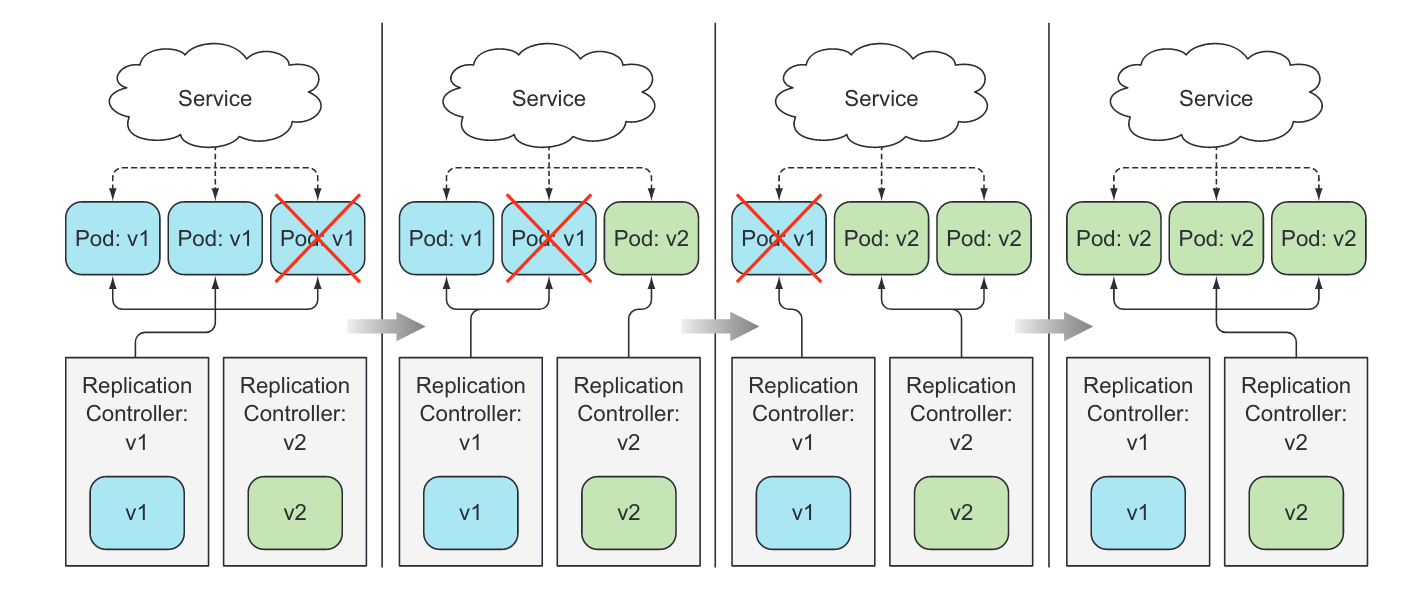 Service
Service
Service
Service
Pod: v1
Pod: v1
Pod: v1
Pod: v1
Pod: v1
Pod: v2
Pod: v1
Pod: v2
Pod: v2
Pod: v2
Pod: v2
Pod: v2
Replication
Controller:
v1
v1
Replication
Controller:
v2
v2
Replication
Controller:
v1
v1
Replication
Controller:
v2
v2
Replication
Controller:
v1
v1
Replication
Controller:
v2
v2
Replication
Controller:
v1
v1
Replication
Controller:
v2
v2